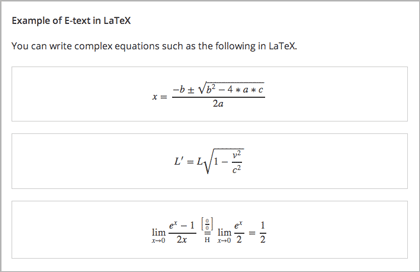 Example of E-text in LaTeX
You can write complex equations such as the following in LaTeX.
x = \frac{-b \pm \sqrt{b^2 - 4 * a * c}}{2a}
L' = L\sqrt{1 - \frac{v^2}{c^2}}
\lim_{x \to 0} \frac{e^x - 1}{2x} \overset{\left[\frac{0}{0}\right]}{\underset{\mathrm{H}}{=}} \lim_{x \to 0} \frac{e^x}{2} = \frac{1}{2}